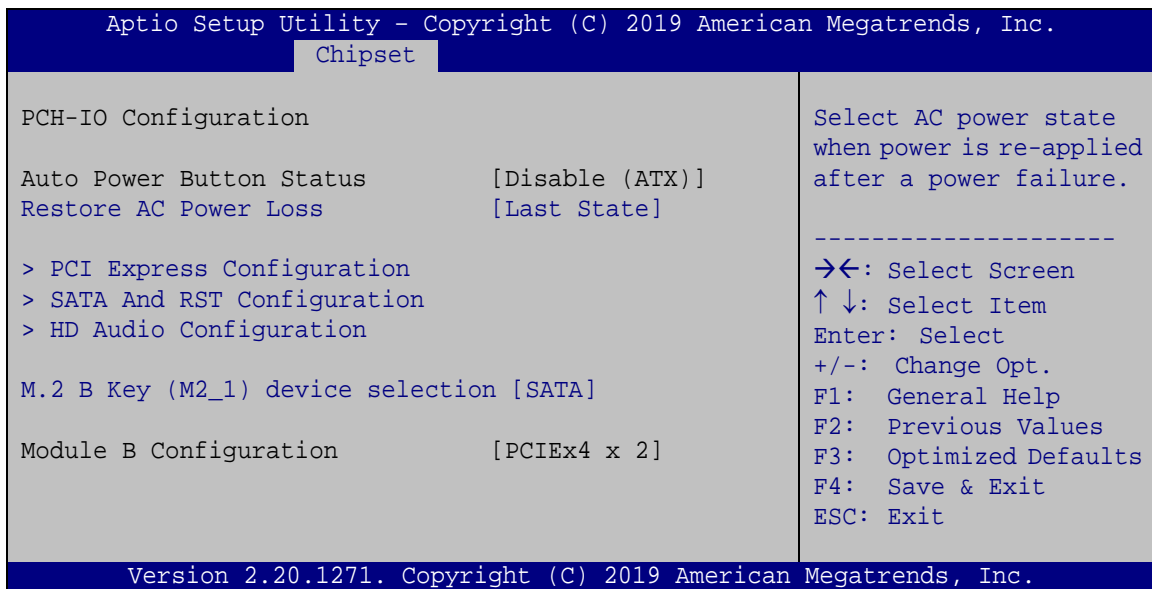 Aptio Setup Utility – Copyright (C) 2019 American Megatrends, Inc.
Chipset
PCH-IO Configuration
Auto Power Button Status [Disable (ATX)]
Restore AC Power Loss [Last State]
> PCI Express Configuration
> SATA And RST Configuration
> HD Audio Configuration
M.2 B Key (M2_1) device selection [SATA]
Module B Configuration [PCIEx4 x 2]
Select AC power state
when power is re-applied
after a power failure.
---------------------
→←: Select Screen
↑ ↓: Select Item
Enter: Select
+/-: Change Opt.
F1: General Help
F2: Previous Values
F3: Optimized Defaults
F4: Save & Exit
ESC: Exit
Version 2.20.1271. Copyright (C) 2019 American Megatrends, Inc.